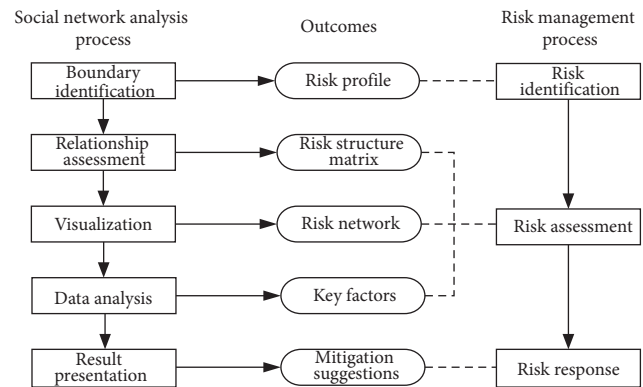 Social network analysis
process
Outcomes
Risk management
process
Boundary
identification
Risk profile
Risk
identification
Relationship
assessment
Risk structure
matrix
Visualization
Risk network
Risk assessment
Data analysis
Key factors
Result
presentation
Mitigation
suggestions
Risk response